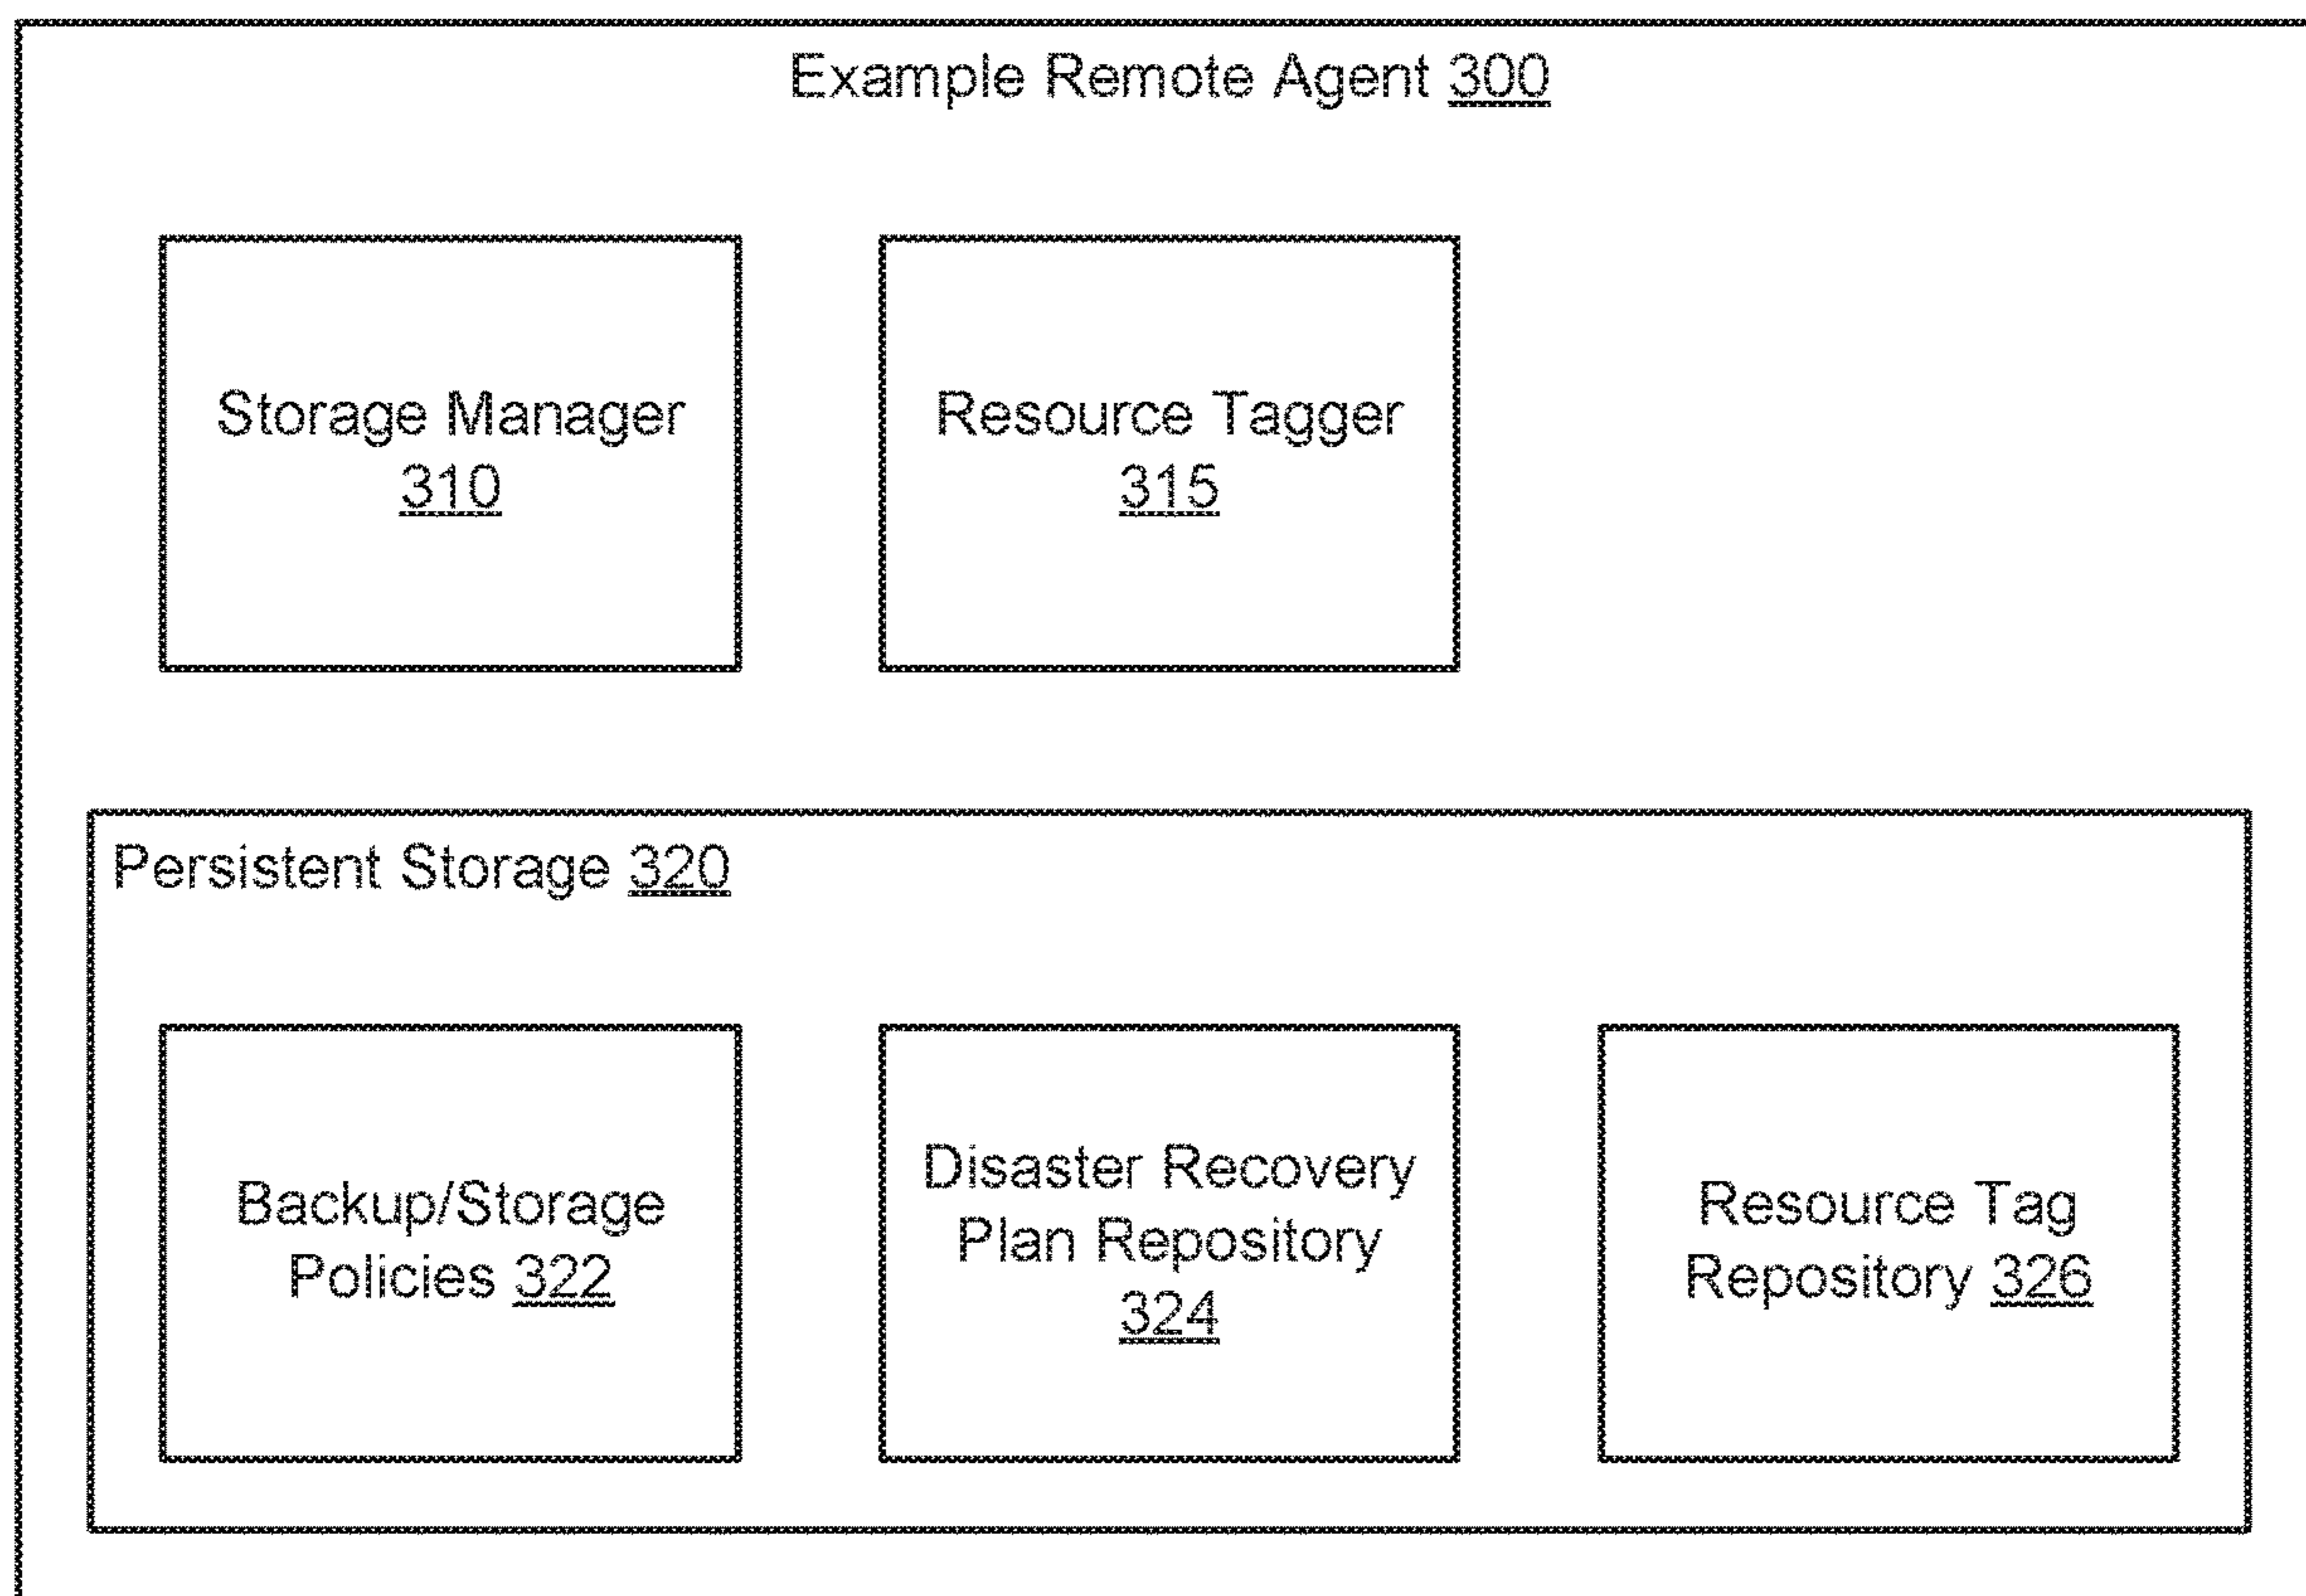 Example Remote Agent 300
Storage Manager
310
Resource Tagger
315
Persistent Storage 320
Backup/Storage
Policies 322
Disaster Recovery
Plan Repository
324
Resource Tag
Repository 326